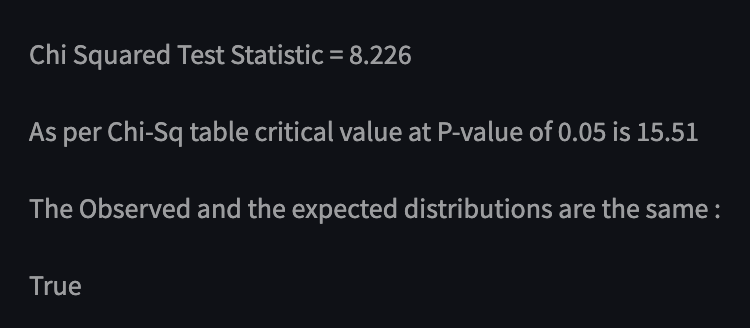 Chi Squared Test Statistic = 8.226
As per Chi-Sq table critical value at P-value of 0.05 is 15.51
The Observed and the expected distributions are the same :
True